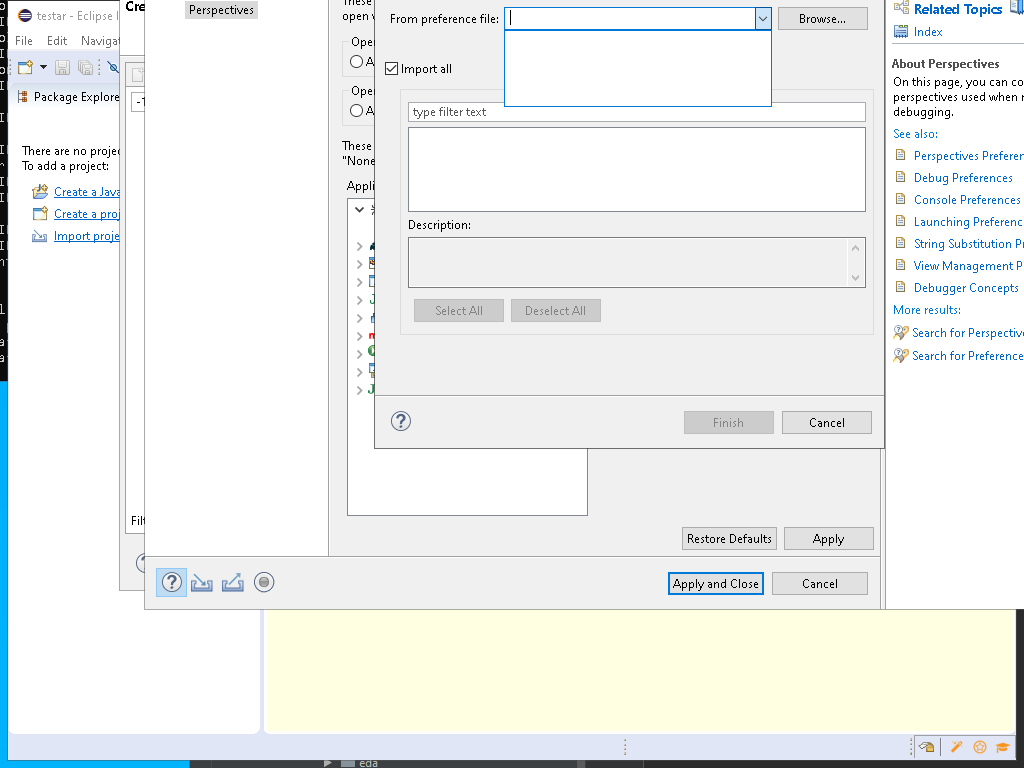 testar - Eclipse I
File Edit Navigat
Package Explore
There are no projec
To add a project:
Create a Java
Create a proj
Import proje
Cre
-1
Filt
Perspectives
These
open v
Oper
A
Oper
A
These
"None
Appli
From preference file:
Browse...
Import all
type filter text
Description:
Select All
Deselect All
Finish
Cancel
Restore Defaults
Apply
Apply and Close
Cancel
Related Topics
Index
About Perspectives
On this page, you can co
perspectives used when r
debugging.
See also:
Perspectives Preferen
Debug Preferences
Console Preferences
Launching Preferenc
String Substitution Pr
View Management P
Debugger Concepts
More results:
Search for Perspective
Search for Preference
eda